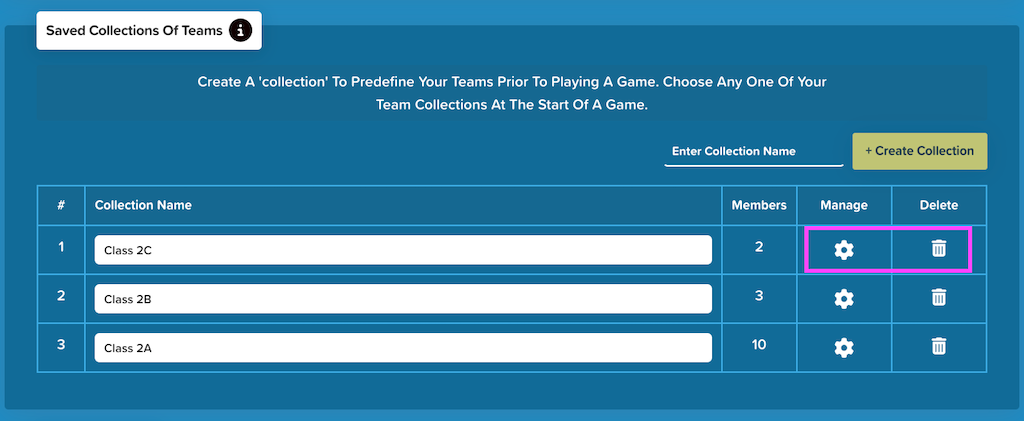 Saved Collections Of Teams
Create A 'collection' To Predefine Your Teams Prior To Playing A Game. Choose Any One Of Your
Team Collections At The Start Of A Game.
Enter Collection Name + Create Collection
# Collection Name Members Manage Delete
1 Class 2C 2
2 Class 2B 3
3 Class 2A 10